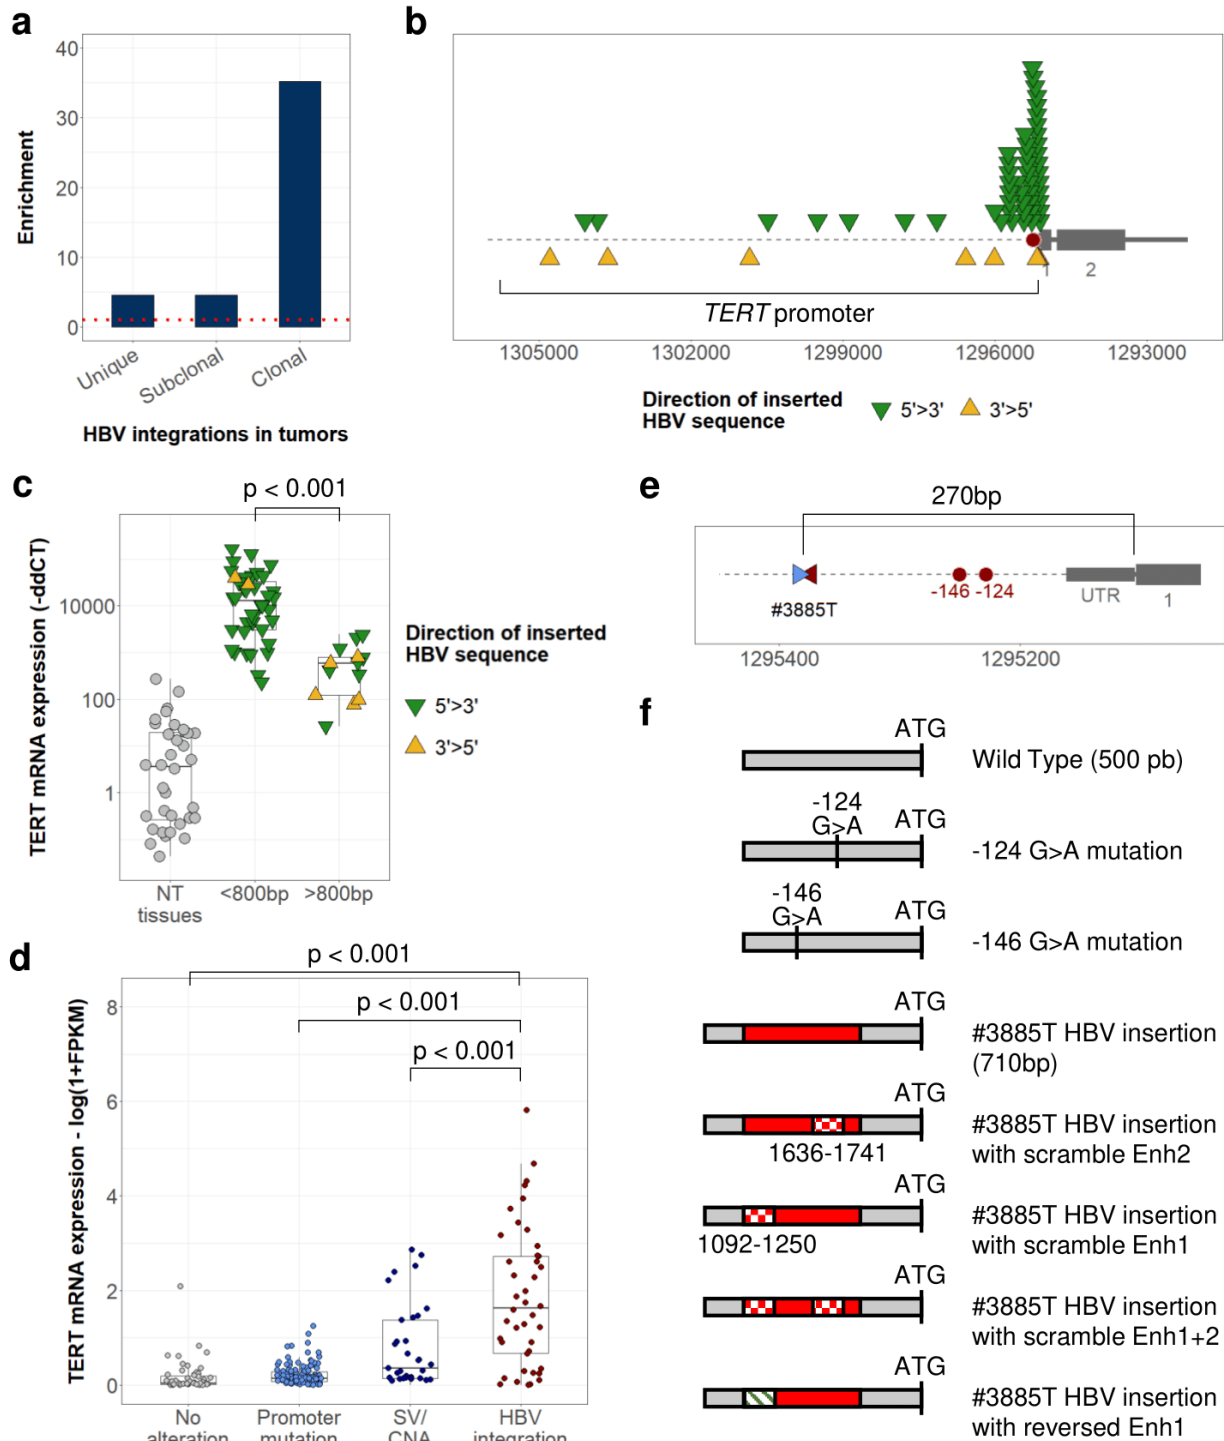 a
40
30
20
10
0
Enrichment
Unique
Subclonal
Clonal
HBV integrations in tumors
b
1
2
TERT promoter
1305000
1302000
1299000
1296000
1293000
Direction of inserted
HBV sequence
5'>3'
3'>5'
c
p < 0.001
TERT mRNA expression (-ddCT)
10000
100
1
NT
tissues
<800bp
>800bp
Direction of inserted
HBV sequence
5'>3'
3'>5'
d
p < 0.001
p < 0.001
p < 0.001
TERT mRNA expression - log(1+FPKM)
8
6
4
2
0
No
alteration
Promoter
mutation
SV/
CNA
HBV
integration
e
270bp
#3885T
-146
-124
UTR
1
1295400
1295200
f
ATG
Wild Type (500 pb)
-124
G>A
ATG
-124 G>A mutation
-146
G>A
ATG
-146 G>A mutation
ATG
#3885T HBV insertion
(710bp)
ATG
#3885T HBV insertion
with scramble Enh2
1636-1741
ATG
#3885T HBV insertion
with scramble Enh1
1092-1250
ATG
#3885T HBV insertion
with scramble Enh1+2
ATG
#3885T HBV insertion
with reversed Enh1